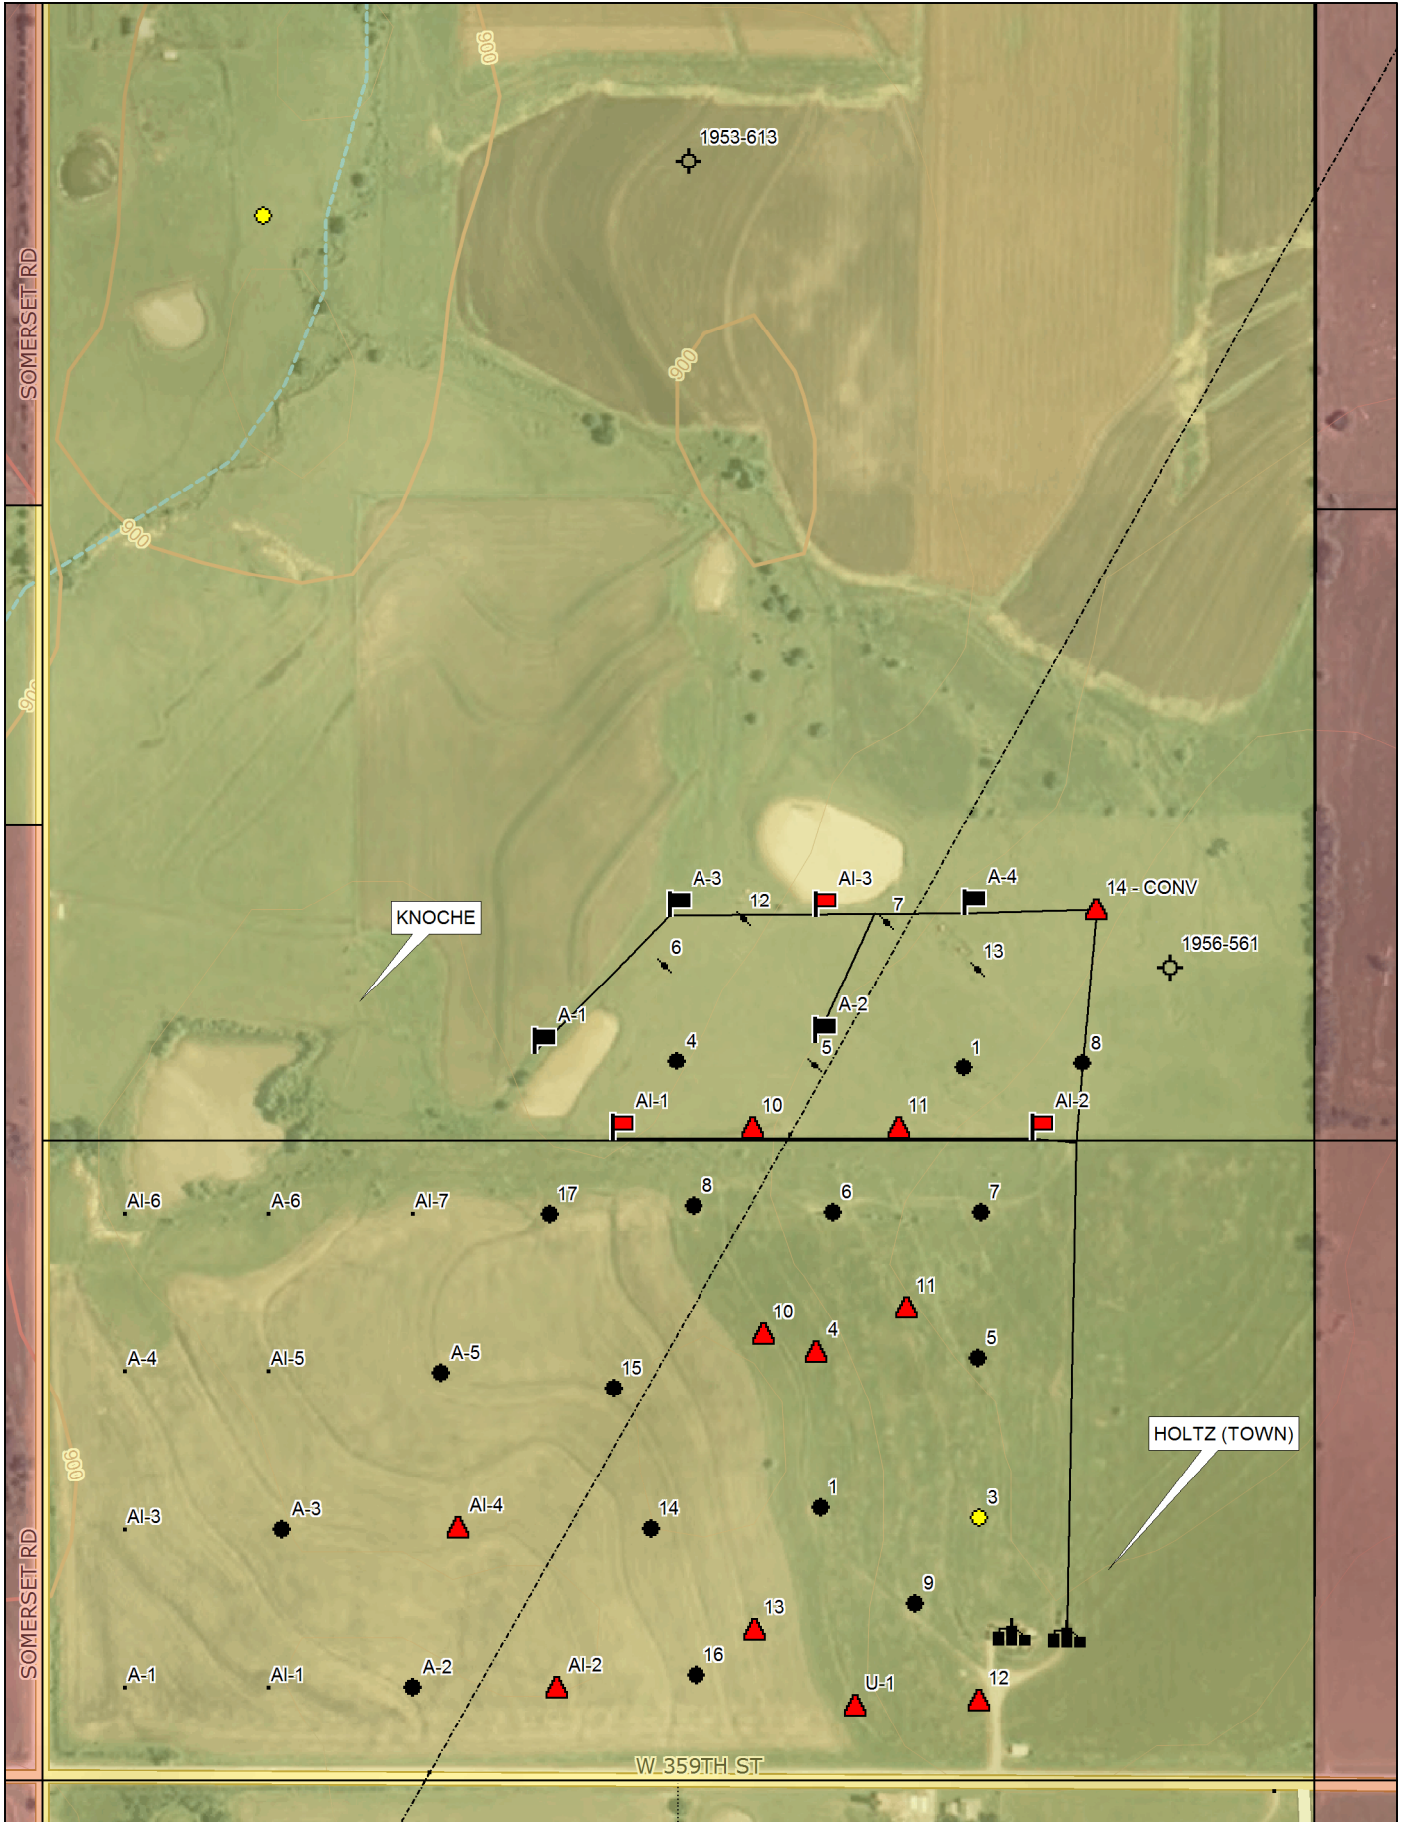 900
1953-613
SOMERSET RD
900
900
900
A-3
AI-3
A-4
14 - CONV
KNOCHE
12
7
6
13
1956-561
A-1
A-2
4
5
1
8
AI-1
10
11
AI-2
AI-6
A-6
AI-7
17
8
6
7
11
10
4
5
A-4
AI-5
A-5
15
HOLTZ (TOWN)
900
AI-3
A-3
AI-4
14
1
3
SOMERSET RD
9
13
A-1
AI-1
A-2
AI-2
16
U-1
12
W 359TH ST